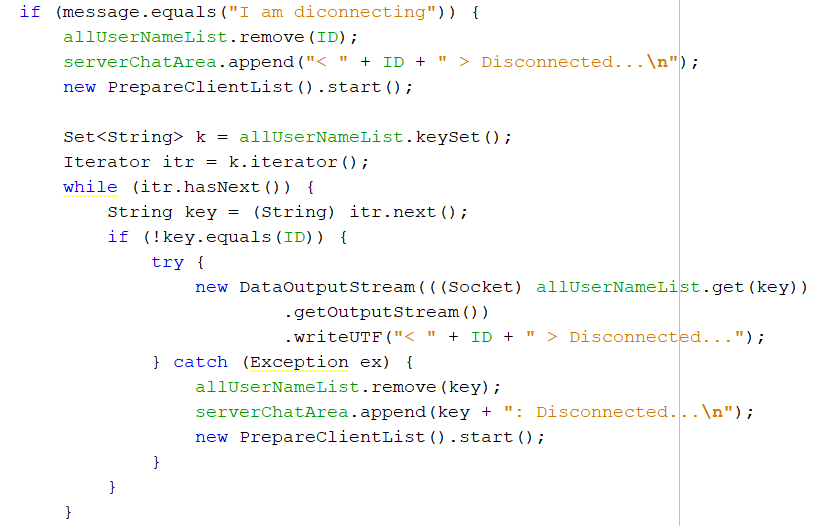 if (message.equals("I am diconnecting")) {
    allUserNameList.remove(ID);
    serverChatArea.append("< " + ID + " > Disconnected...\n");
    new PrepareClientList().start();

    Set<String> k = allUserNameList.keySet();
    Iterator itr = k.iterator();
    while (itr.hasNext()) {
        String key = (String) itr.next();
        if (!key.equals(ID)) {
            try {
                new DataOutputStream(((Socket) allUserNameList.get(key))
                        .getOutputStream())
                        .writeUTF("< " + ID + " > Disconnected...");
            } catch (Exception ex) {
                allUserNameList.remove(key);
                serverChatArea.append(key + ": Disconnected...\n");
                new PrepareClientList().start();
            }
        }
    }